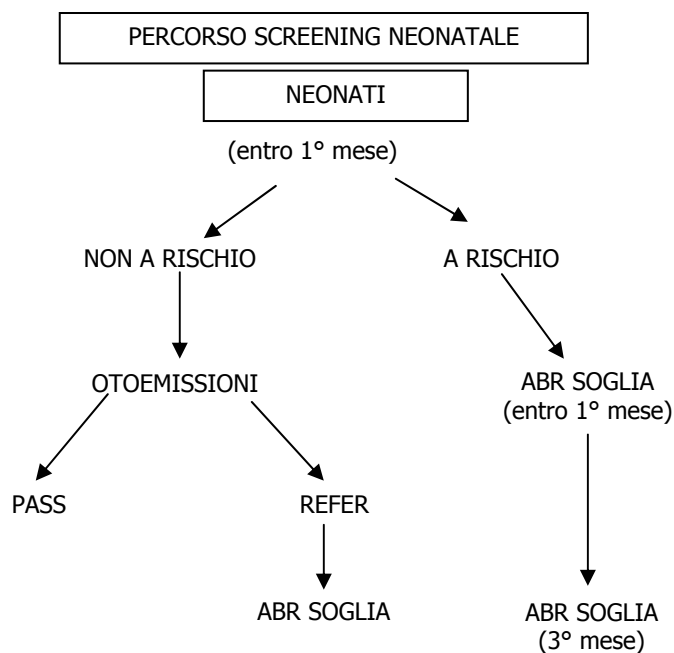 PERCORSO SCREENING NEONATALE
NEONATI
(entro 1° mese)
NON A RISCHIO
A RISCHIO
OTOEMISSIONI
ABR SOGLIA
(entro 1° mese)
PASS
REFER
ABR SOGLIA
ABR SOGLIA
(3° mese)